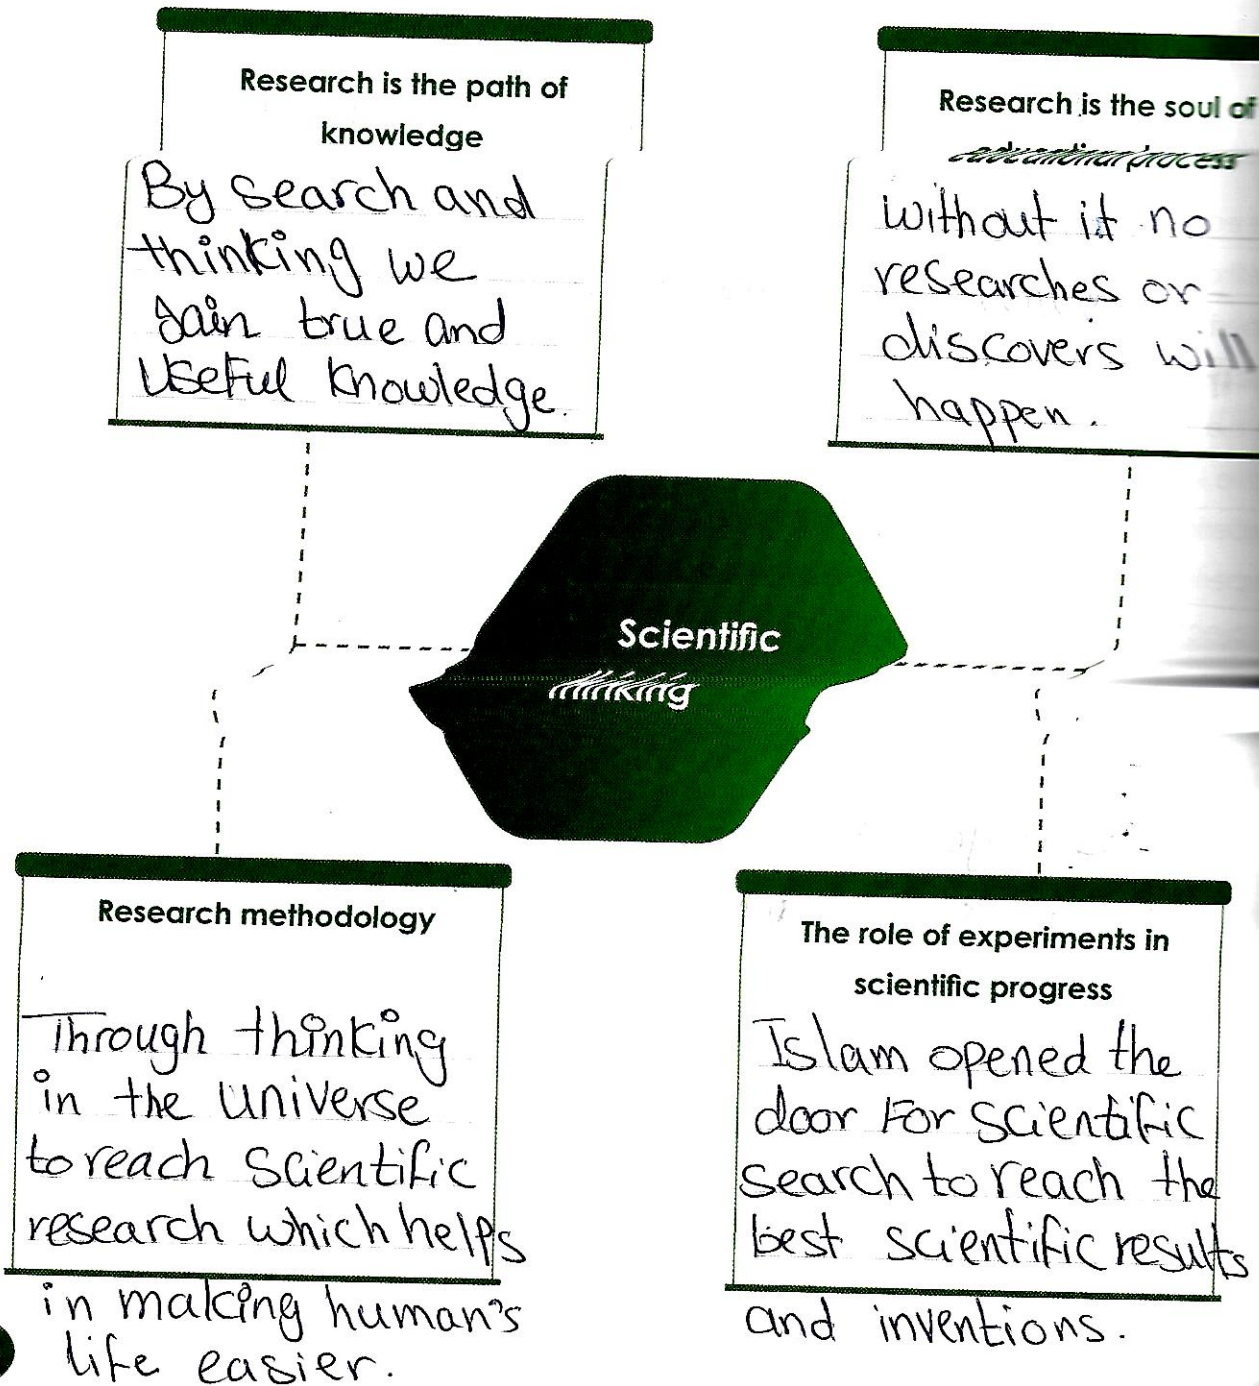 Research is the path of
knowledge
By search and
thinking we
gain true and
Useful knowledge.
Research is the soul of
educational process
without it no
researches or
discovers will
happen.
Scientific
thinking
Research methodology
Through thinking
in the universe
to reach scientific
research which helps
in making human's
life easier.
The role of experiments in
scientific progress
Islam opened the
door For scientific
search to reach the
best scientific results
and inventions.